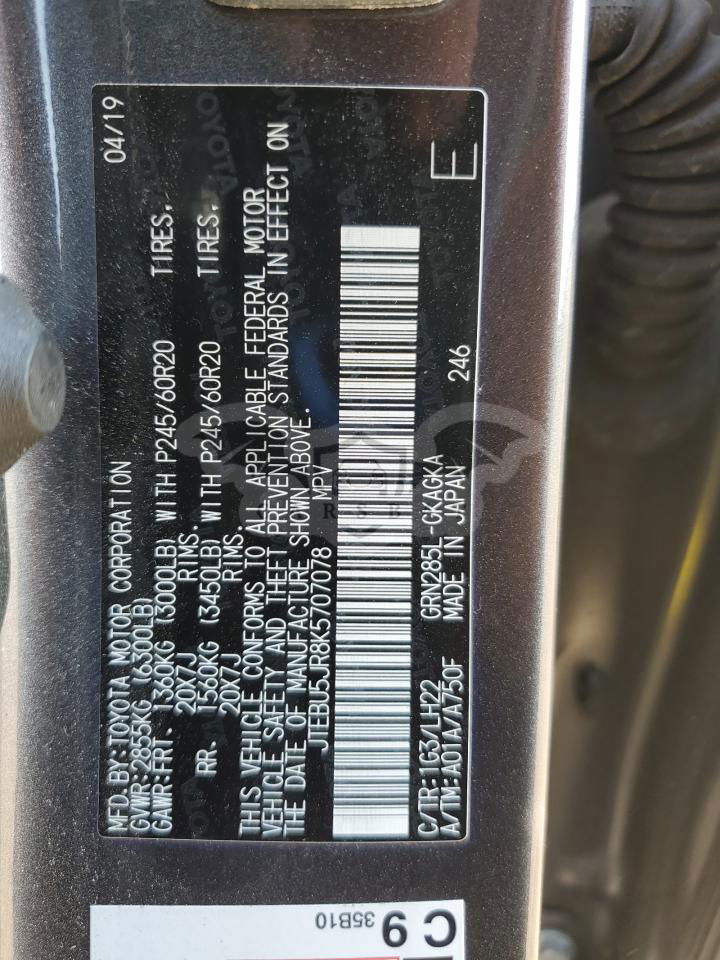 MFD.BY:TOYOTA MOTOR CORPORATION 04/19
GVWR:2855KG (6300LB)
GAWR:FRT. 1360KG (3000LB) WITH P245/60R20 TIRES,
20X7J RIMS.
RR. 1560KG (3450LB) WITH P245/60R20 TIRES,
20X7J RIMS.
THIS VEHICLE CONFORMS TO ALL APPLICABLE FEDERAL MOTOR
VEHICLE SAFETY AND THEFT PREVENTION STANDARDS IN EFFECT ON
THE DATE OF MANUFACTURE SHOWN ABOVE.
JTEBU5JR8K5707078 MPV
C/TR:1G3/LH22 GRN285L-GKAGKA 246
A/TM:A01A/A750F MADE IN JAPAN E
C9
35B10
RSB